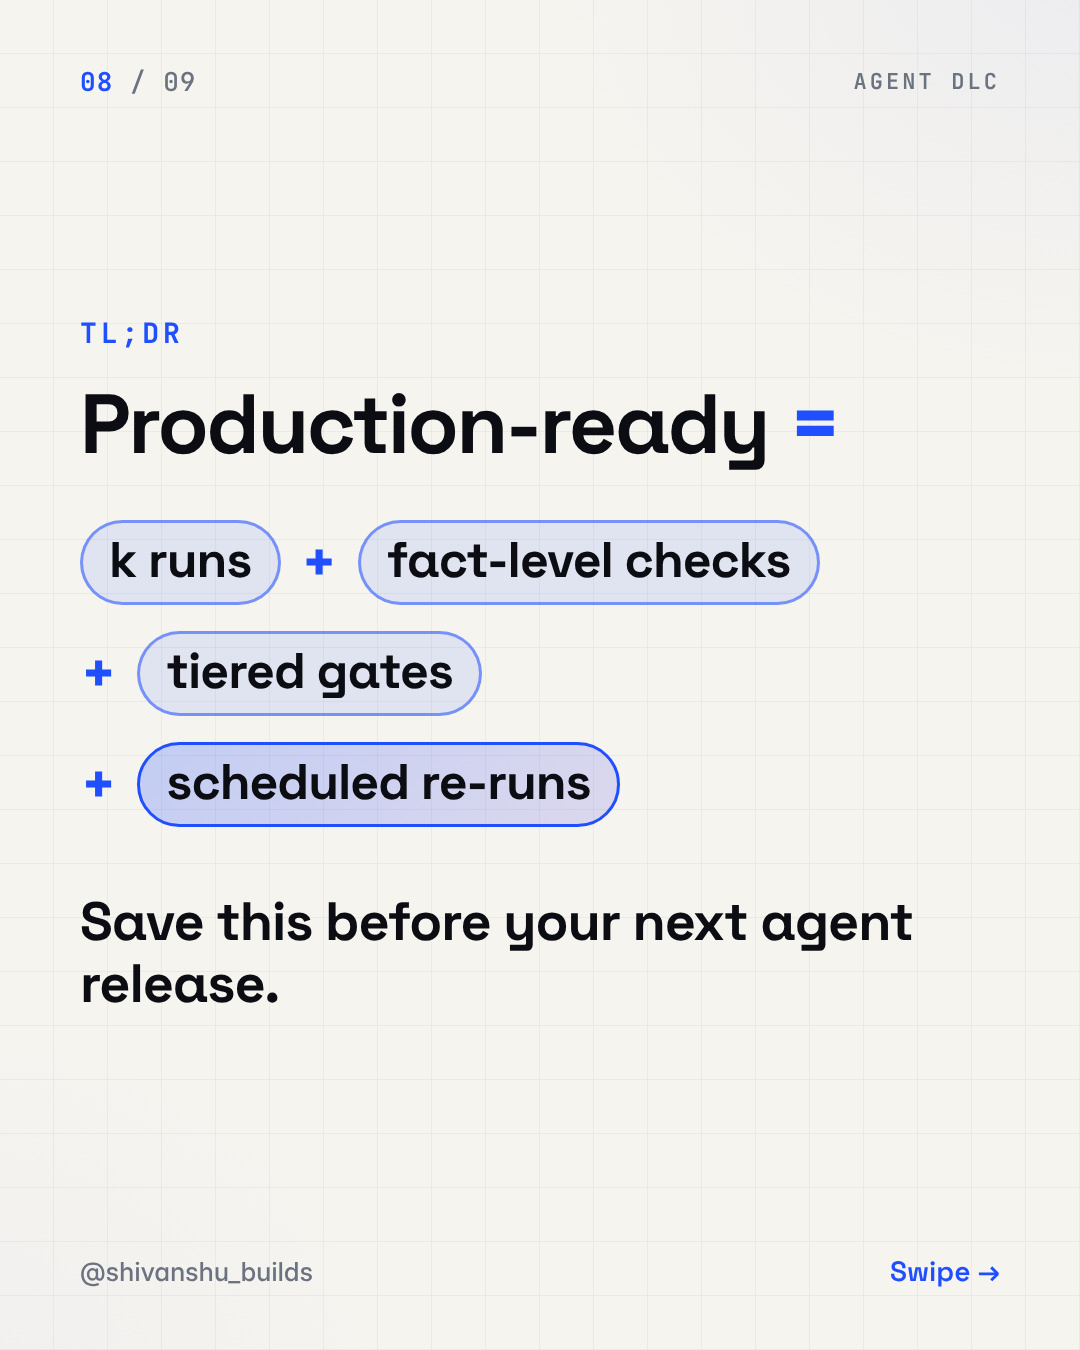 08 / 09
AGENT DLC
TL;DR
Production-ready =
k runs + fact-level checks
+ tiered gates
+ scheduled re-runs
Save this before your next agent
release.
@shivanshu_builds
Swipe →